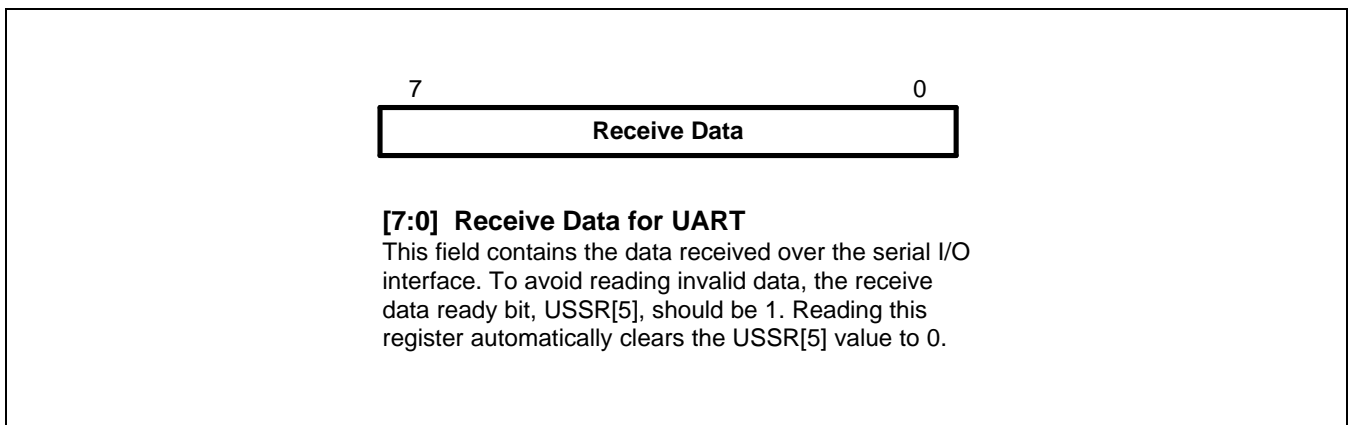 7 0
Receive Data
[7:0] Receive Data for UART
This field contains the data received over the serial I/O
interface. To avoid reading invalid data, the receive
data ready bit, USSR[5], should be 1. Reading this
register automatically clears the USSR[5] value to 0.